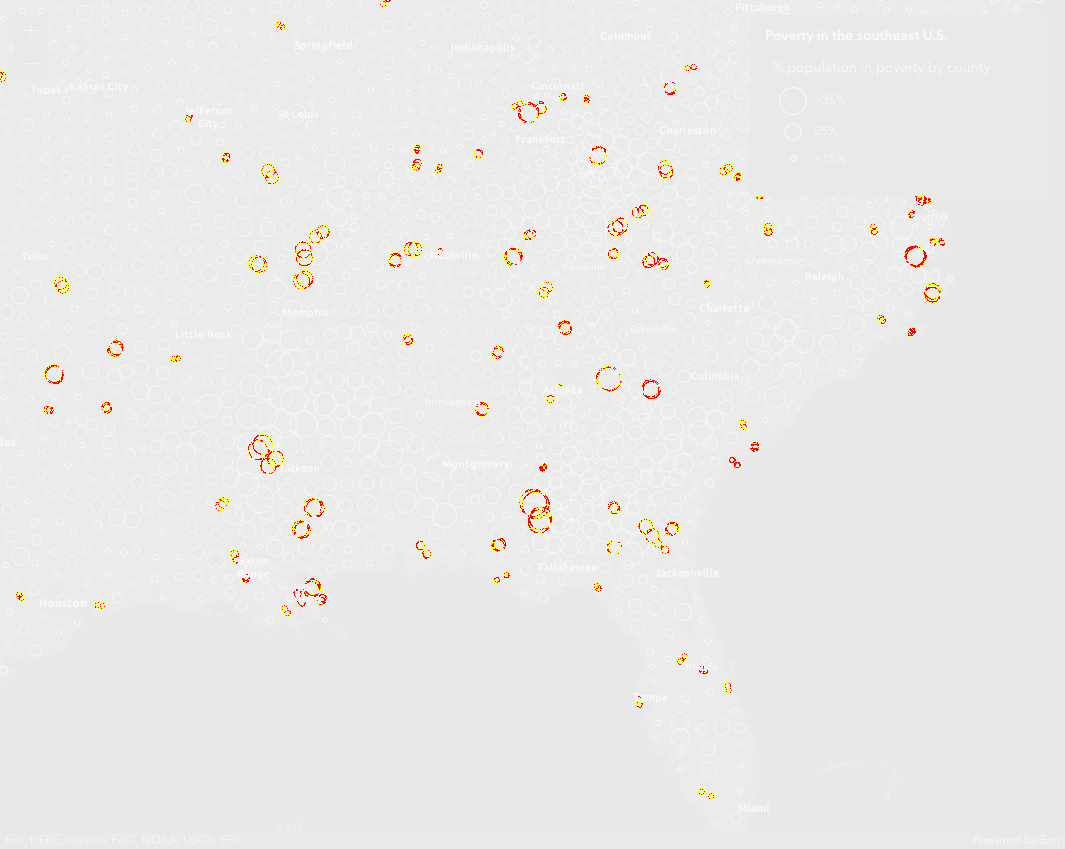 Pittsburgh
Columbus
Springfield
Indianapolis
Poverty in the southeast U.S.
% population in poverty by county
Topeka
Kansas City
Cincinnati
>35%
Jefferson
City
St Louis
Charleston
25%
Frankfort
<15%
Norfolk
Tulsa
Nashville
Greensboro
Knoxville
Raleigh
Memphis
Charlotte
Little Rock
Greenville
Columbia
Atlanta
Birmingham
Montgomery
Jackson
Baton
Rouge
Tallahassee
Jacksonville
Houston
Orlando
Tampa
Miami
Gulf
Esri, HERE, Garmin, FAO, NOAA, USGS, EPA
Powered by Esri